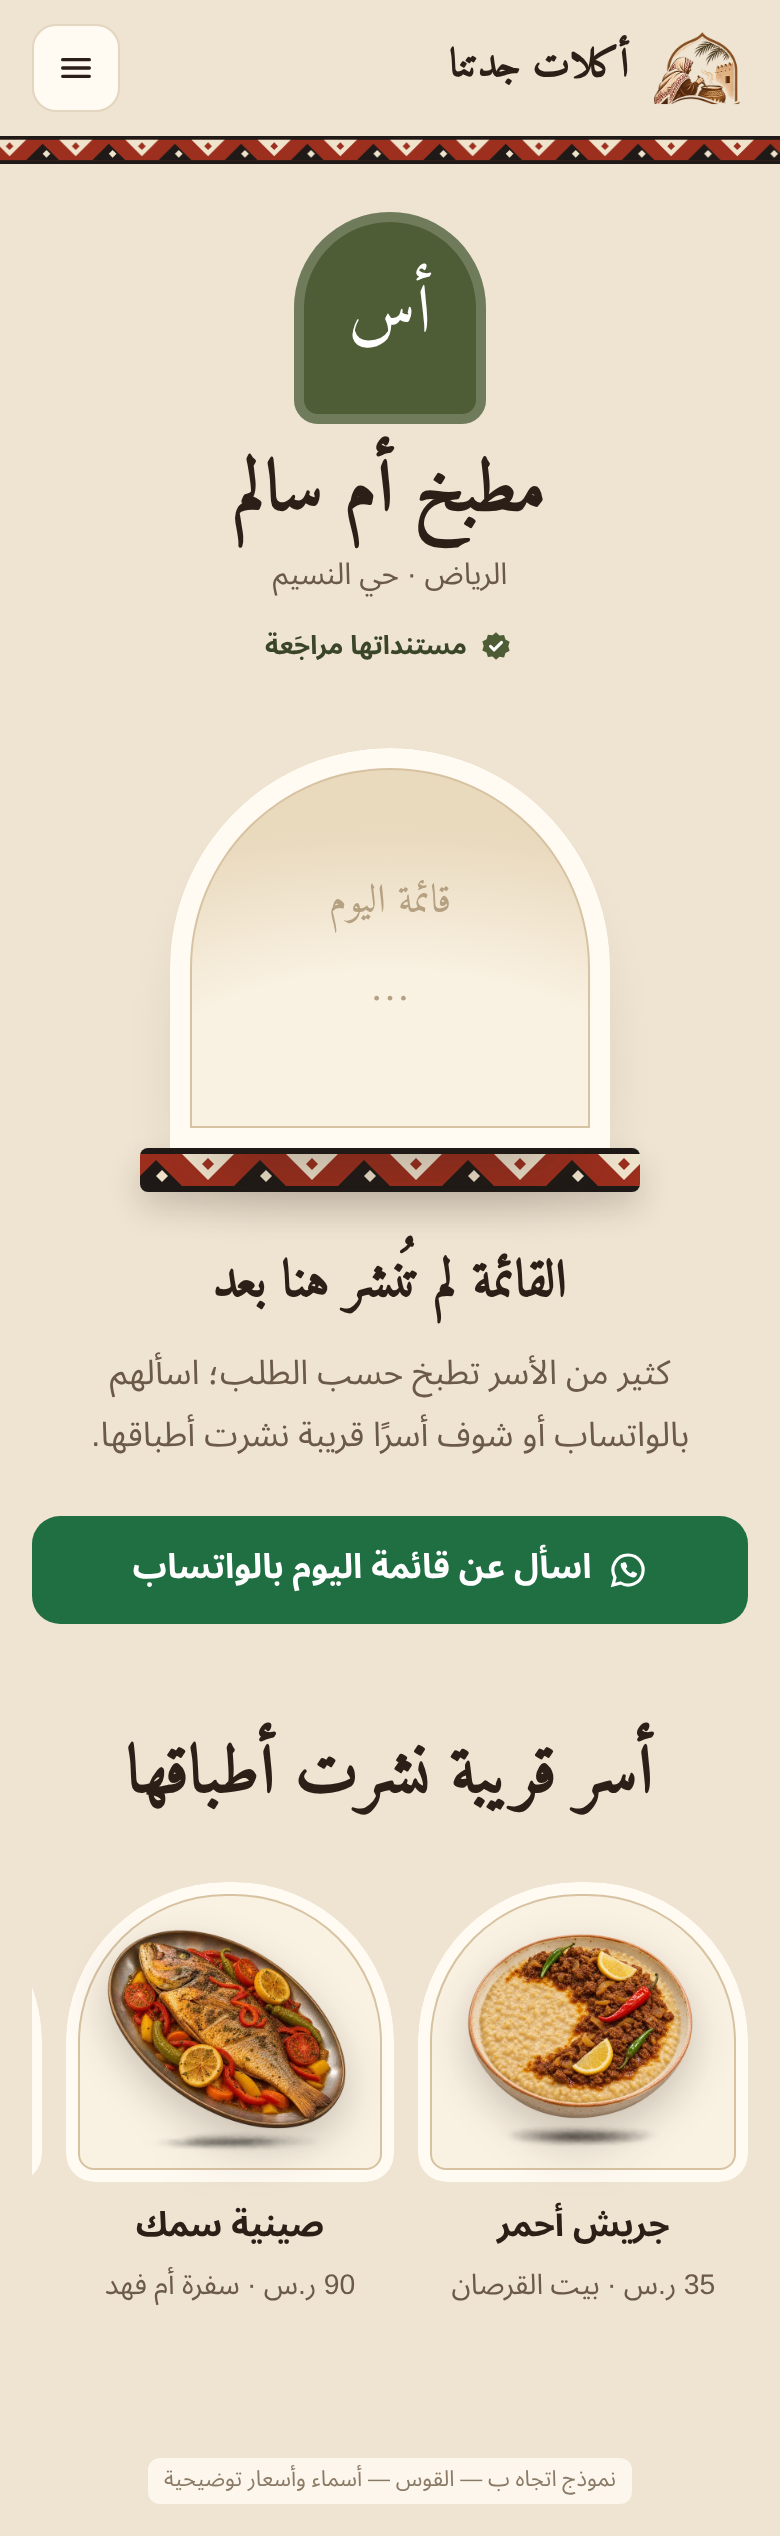 أكلات جدتنا
أس
مطبخ أم سالم
الرياض · حي النسيم
مستنداتها مراجَعة
قائمة اليوم
...
القائمة لم تُنشر هنا بعد
كثير من الأسر تطبخ حسب الطلب؛ اسألهم
بالواتساب أو شوف أسرًا قريبة نشرت أطباقها.
اسأل عن قائمة اليوم بالواتساب
أسر قريبة نشرت أطباقها
جريش أحمر
35 ر.س · بيت القرصان
صينية سمك
90 ر.س · سفرة أم فهد
نموذج اتجاه ب — القوس — أسماء وأسعار توضيحية